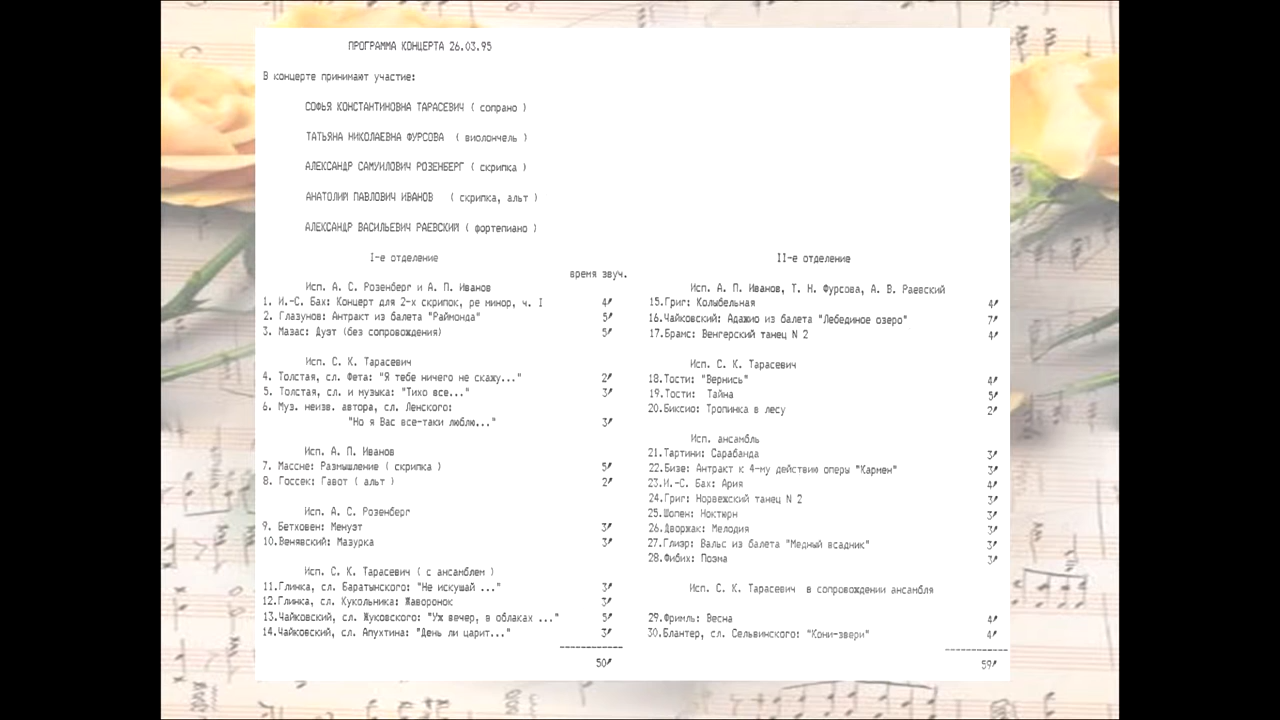 ПРОГРАММА КОНЦЕРТА 26.03.95
В концерте принимают участие:
СОФЬЯ КОНСТАНТИНОВНА ТАРАСЕВИЧ ( сопрано )
ТАТЬЯНА НИКОЛАЕВНА ФУРСОВА ( виолончель )
АЛЕКСАНДР САМУИЛОВИЧ РОЗЕНБЕРГ ( скрипка )
АНАТОЛИЙ ПАВЛОВИЧ ИВАНОВ ( скрипка, альт )
АЛЕКСАНДР ВАСИЛЬЕВИЧ РАЕВСКИЙ ( фортепиано )
I-е отделение
время звуч.
Исп. А. С. Розенберг и А. П. Иванов
1. И.-С. Бах: Концерт для 2-х скрипок, ре минор, ч. I 4'
2. Глазунов: Антракт из балета "Раймонда" 5'
3. Мазас: Дуэт (без сопровождения) 5'
Исп. С. К. Тарасевич
4. Толстая, сл. Фета: "Я тебе ничего не скажу..." 2'
5. Толстая, сл. и музыка: "Тихо все..." 3'
6. Муз. неизв. автора, сл. Ленского:
"Но я Вас все-таки люблю..." 3'
Исп. А. П. Иванов
7. Массне: Размышление ( скрипка ) 5'
8. Госсек: Гавот ( альт ) 2'
Исп. А. С. Розенберг
9. Бетховен: Менуэт 3'
10.Венявский: Мазурка 3'
Исп. С. К. Тарасевич ( с ансамблем )
11.Глинка, сл. Баратынского: "Не искушай ..." 3'
12.Глинка, сл. Кукольника: Жаворонок 3'
13.Чайковский, сл. Жуковского: "Уж вечер, в облаках ..." 5'
14.Чайковский, сл. Апухтина: "День ли царит..." 3'
------------
50'
II-е отделение
Исп. А. П. Иванов, Т. Н. Фурсова, А. В. Раевский
15.Григ: Колыбельная 4'
16.Чайковский: Адажио из балета "Лебединое озеро" 7'
17.Брамс: Венгерский танец N 2 4'
Исп. С. К. Тарасевич
18.Тости: "Вернись" 4'
19.Тости: Тайна 5'
20.Биксио: Тропинка в лесу 2'
Исп. ансамбль
21.Тартини: Сарабанда 3'
22.Бизе: Антракт к 4-му действию оперы "Кармен" 3'
23.И.-С. Бах: Ария 4'
24.Григ: Норвежский танец N 2 3'
25.Шопен: Ноктюрн 3'
26.Дворжак: Мелодия 3'
27.Глиэр: Вальс из балета "Медный всадник" 3'
28.Фибих: Поэма 3'
Исп. С. К. Тарасевич в сопровождении ансамбля
29.Фримль: Весна 4'
30.Блантер, сл. Сельвинского: "Кони-звери" 4'
------------
59'